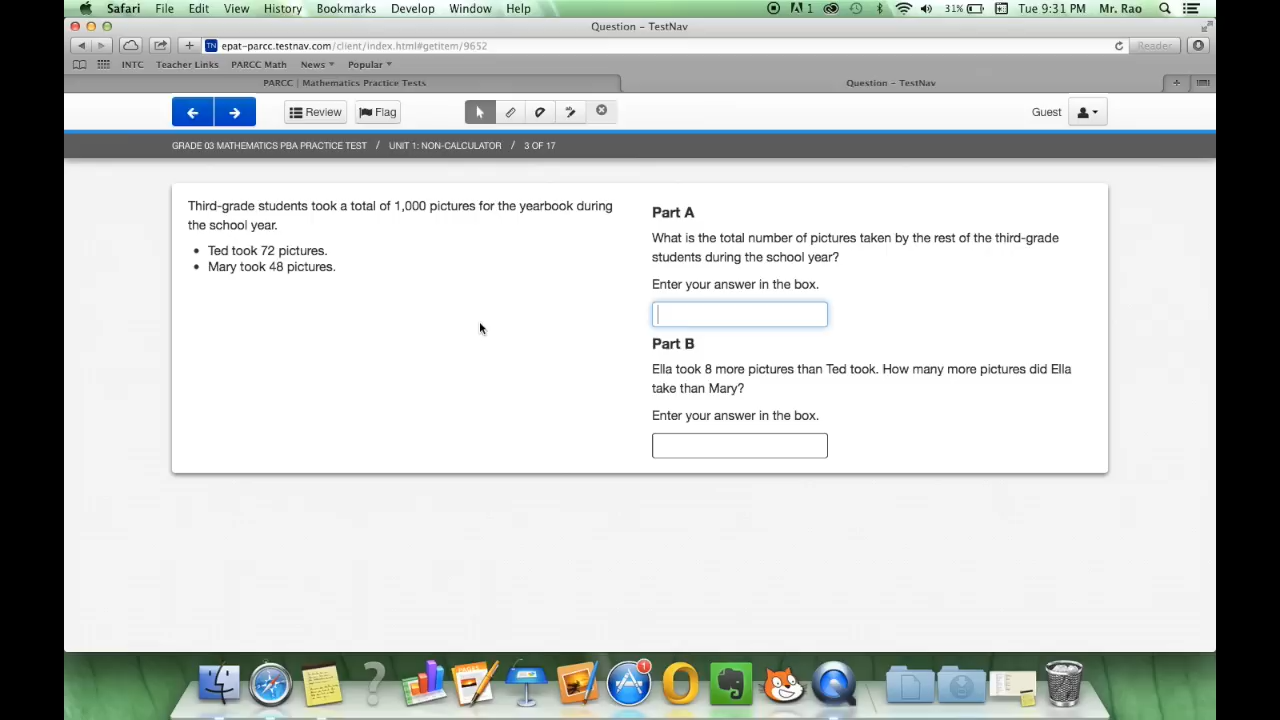 Safari File Edit View History Bookmarks Develop Window Help 1 31% Tue 9:31 PM Mr. Rao
Question – TestNav
TN epat-parcc.testnav.com/client/index.html#getitem/9652 Reader
INTC Teacher Links PARCC Math News Popular
PARCC | Mathematics Practice Tests Question – TestNav
Review Flag Guest
GRADE 03 MATHEMATICS PBA PRACTICE TEST / UNIT 1: NON-CALCULATOR / 3 OF 17
Third-grade students took a total of 1,000 pictures for the yearbook during
the school year.
• Ted took 72 pictures.
• Mary took 48 pictures.
Part A
What is the total number of pictures taken by the rest of the third-grade
students during the school year?
Enter your answer in the box.
Part B
Ella took 8 more pictures than Ted took. How many more pictures did Ella
take than Mary?
Enter your answer in the box.
?
PAGES
1